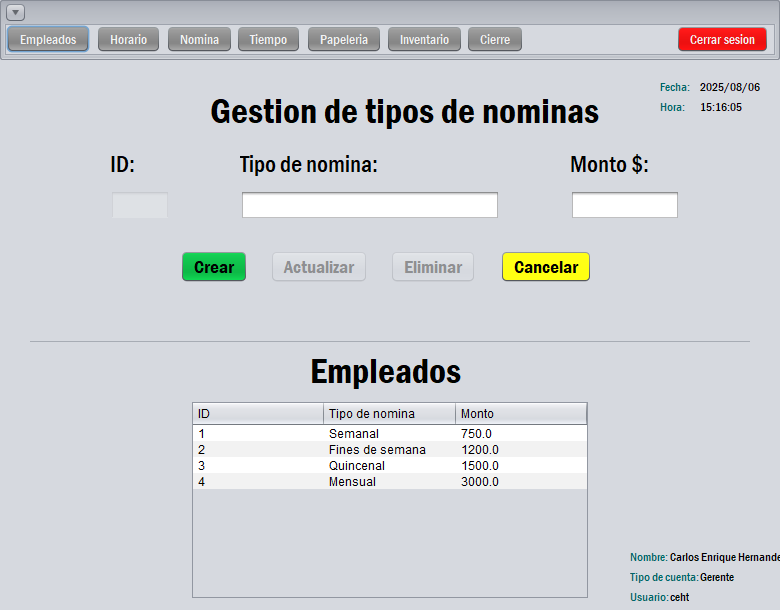 Empleados Horario Nomina Tiempo Papeleria Inventario Cierre Cerrar sesion
Fecha: 2025/08/06
Gestion de tipos de nominas
Hora: 15:16:05
ID: Tipo de nomina: Monto $:
Crear Actualizar Eliminar Cancelar
Empleados
ID Tipo de nomina Monto
1 Semanal 750.0
2 Fines de semana 1200.0
3 Quincenal 1500.0
4 Mensual 3000.0
Nombre: Carlos Enrique Hernande
Tipo de cuenta: Gerente
Usuario: ceht